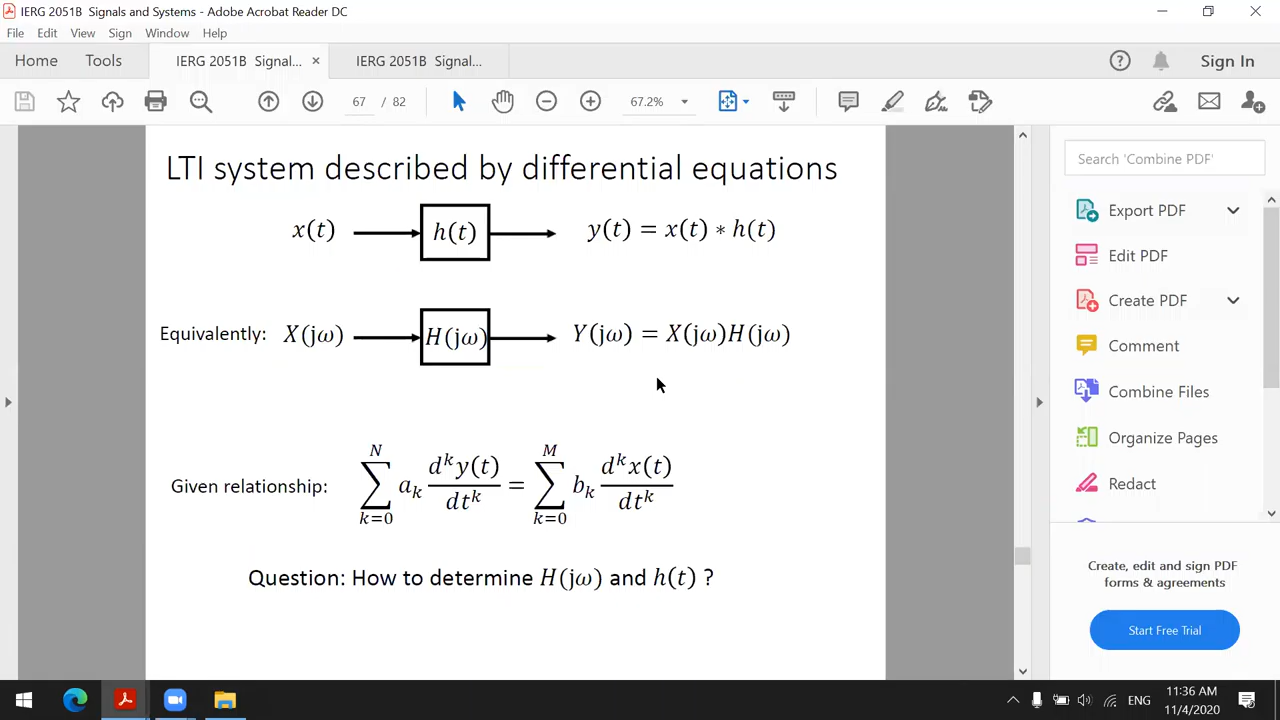 IERG 2051B  Signals and Systems - Adobe Acrobat Reader DC
File Edit View Sign Window Help
Home Tools IERG 2051B  Signal... × IERG 2051B  Signal... Sign In
67 / 82 67.2%
LTI system described by differential equations
x(t) h(t) y(t) = x(t) ∗ h(t)
Equivalently: X(jω) H(jω) Y(jω) = X(jω)H(jω)
Given relationship: ∑_{k=0}^{N} a_k d^k y(t)/dt^k = ∑_{k=0}^{M} b_k d^k x(t)/dt^k
Question: How to determine H(jω) and h(t) ?
Search 'Combine PDF'
Export PDF
Edit PDF
Create PDF
Comment
Combine Files
Organize Pages
Redact
Create, edit and sign PDF
forms & agreements
Start Free Trial
ENG
11:36 AM
11/4/2020